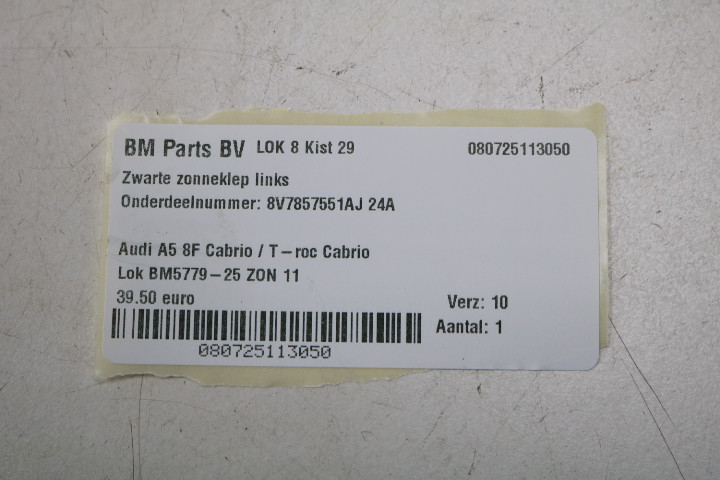 BM Parts BV LOK 8 Kist 29 080725113050
Zwarte zonneklep links
Onderdeelnummer: 8V7857551AJ 24A
Audi A5 8F Cabrio / T-roc Cabrio
Lok BM5779-25 ZON 11
39.50 euro Verz: 10
Aantal: 1
080725113050